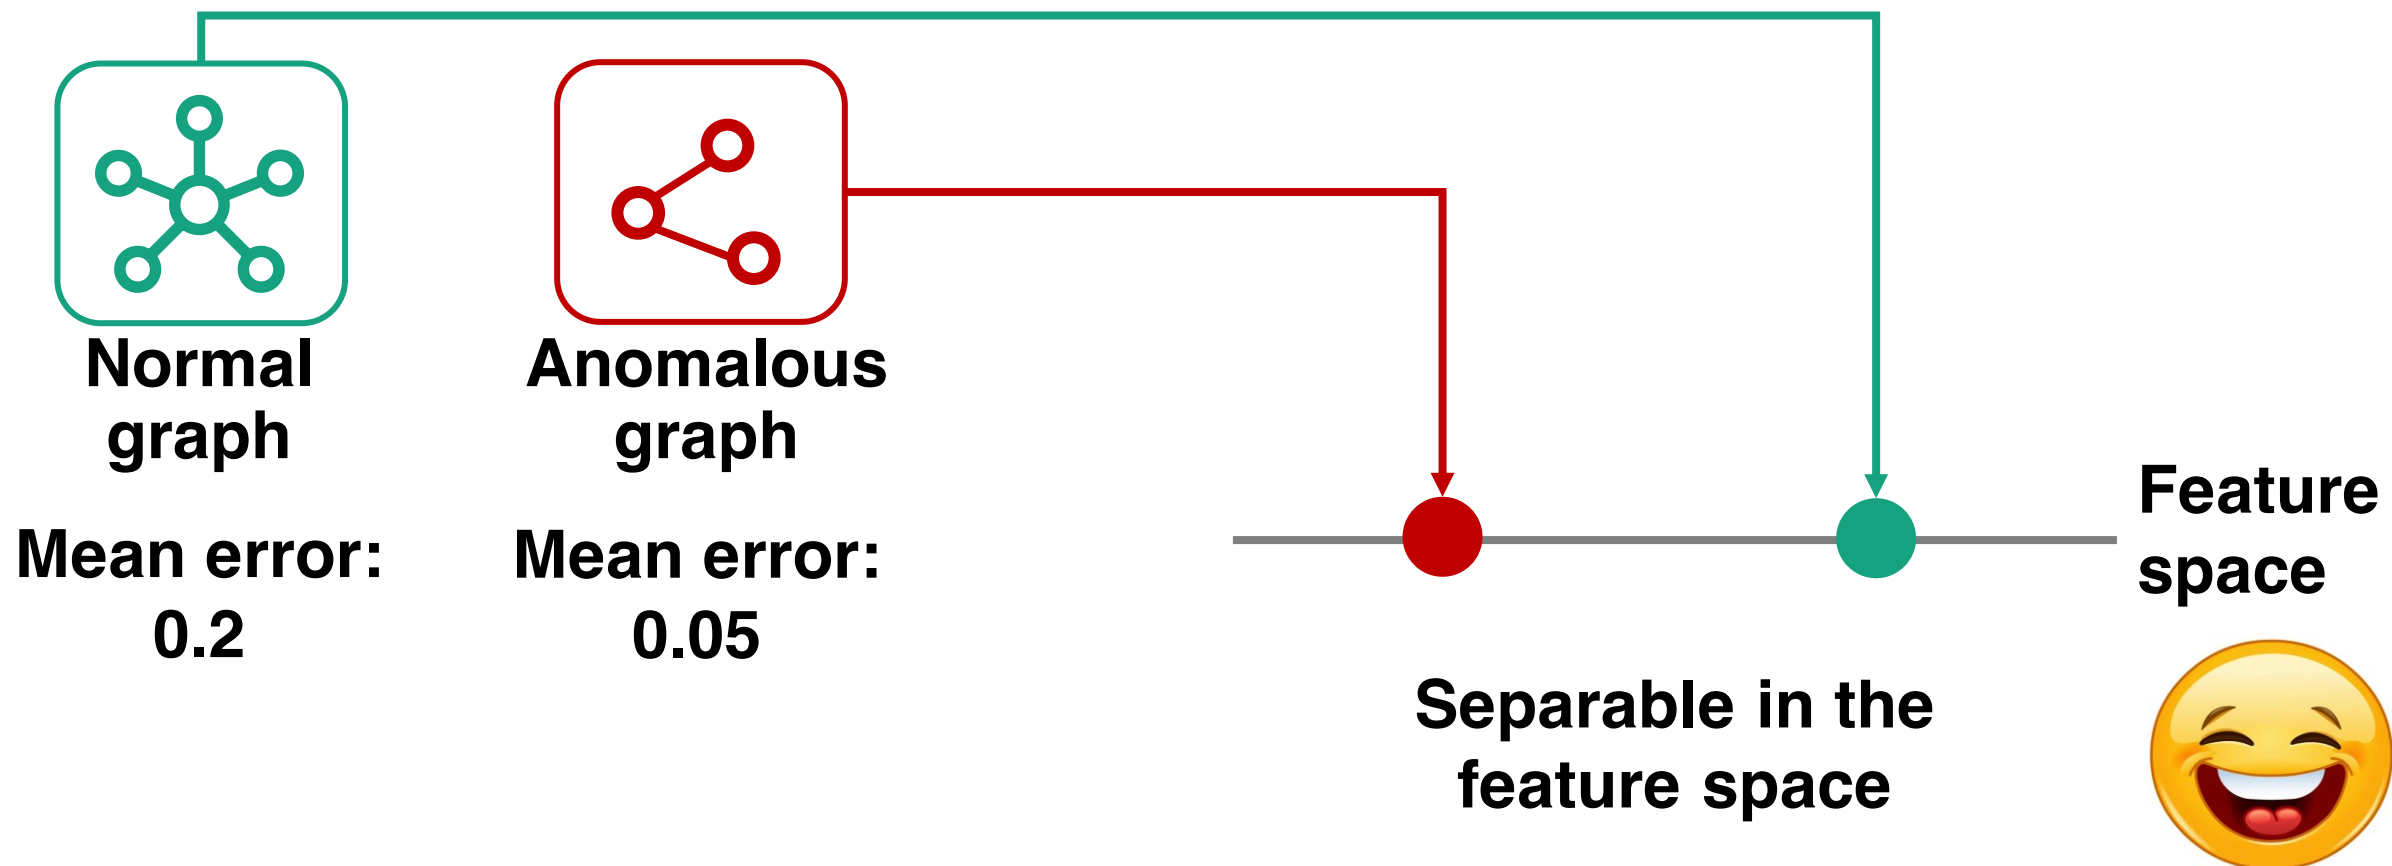 Normal
graph
Mean error:
0.2
Anomalous
graph
Mean error:
0.05
Feature
space
Separable in the
feature space